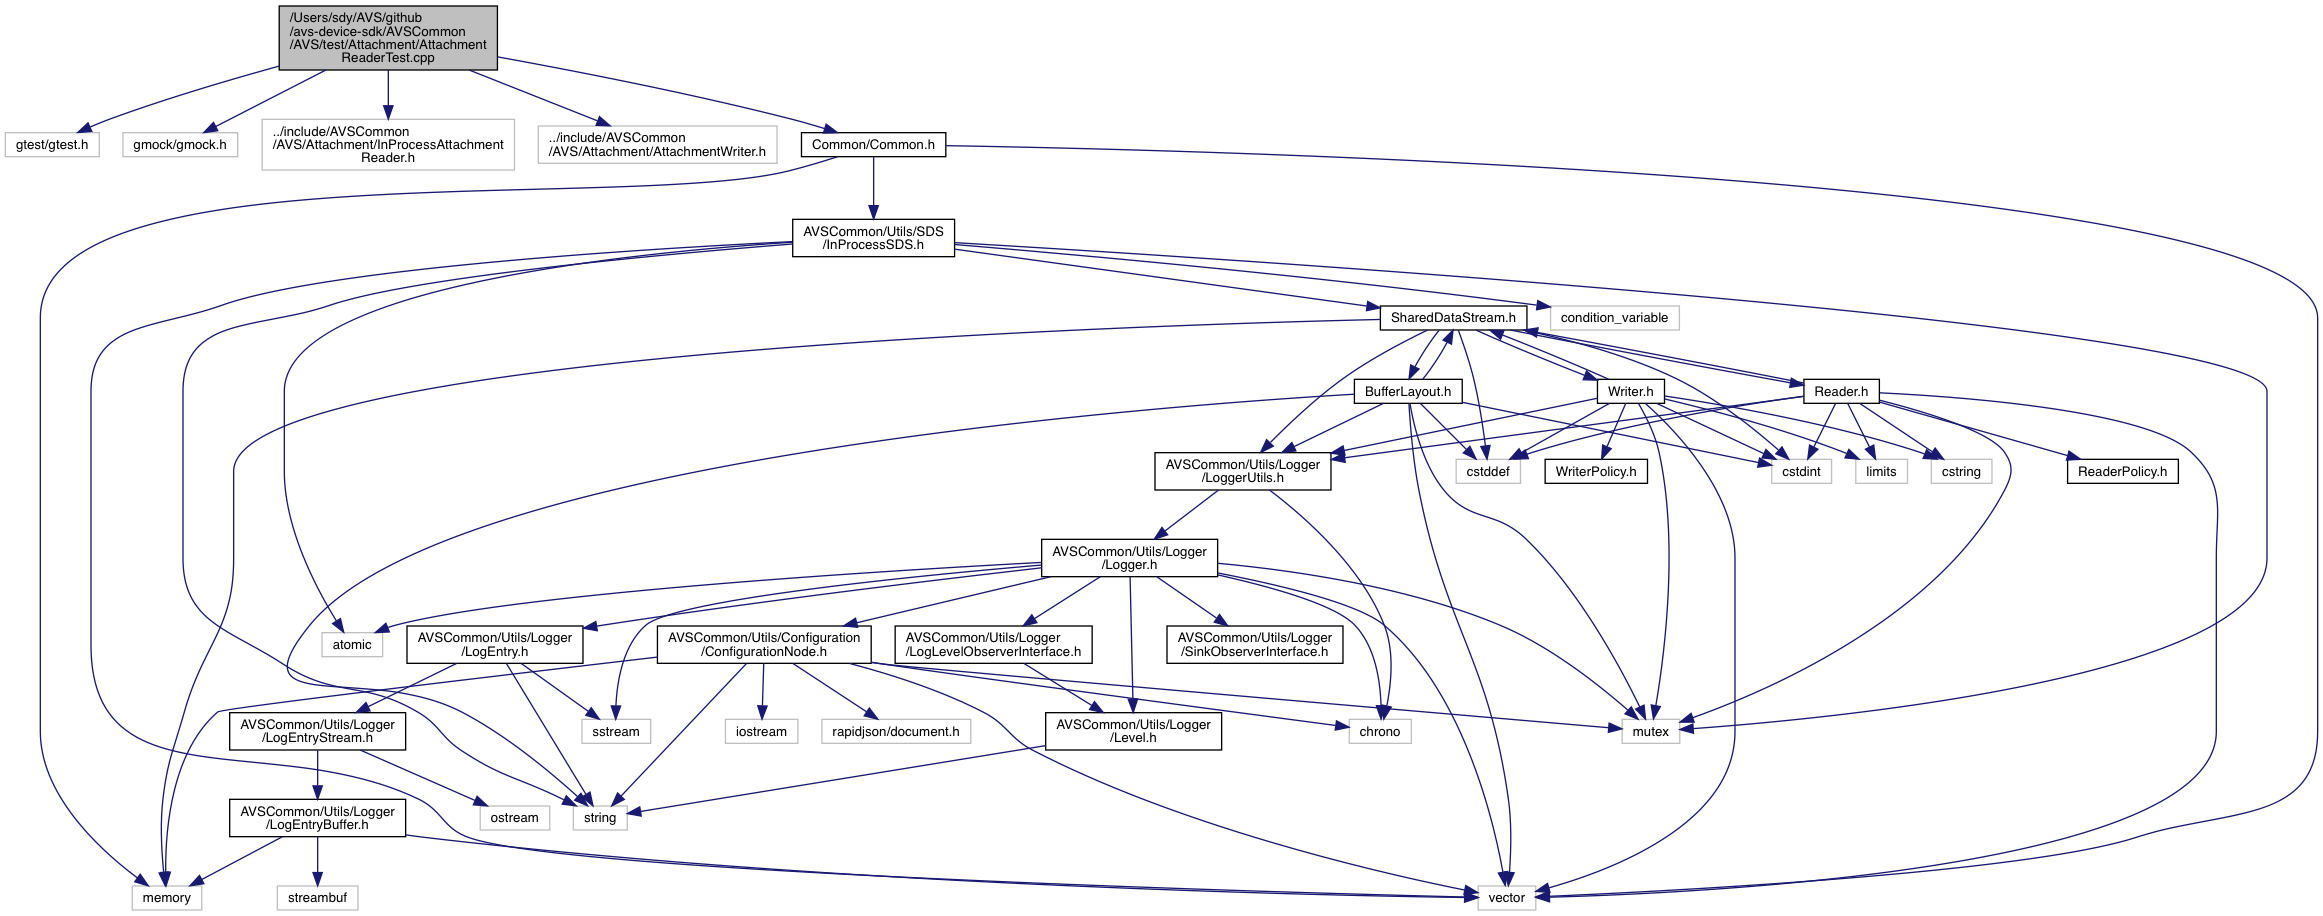 /Users/sdy/AVS/github
/avs-device-sdk/AVSCommon
/AVS/test/Attachment/Attachment
ReaderTest.cpp
gtest/gtest.h
gmock/gmock.h
../include/AVSCommon
/AVS/Attachment/InProcessAttachment
Reader.h
../include/AVSCommon
/AVS/Attachment/AttachmentWriter.h
Common/Common.h
AVSCommon/Utils/SDS
/InProcessSDS.h
SharedDataStream.h
condition_variable
BufferLayout.h
Writer.h
Reader.h
AVSCommon/Utils/Logger
/LoggerUtils.h
cstddef
WriterPolicy.h
cstdint
limits
cstring
ReaderPolicy.h
AVSCommon/Utils/Logger
/Logger.h
atomic
AVSCommon/Utils/Logger
/LogEntry.h
AVSCommon/Utils/Configuration
/ConfigurationNode.h
AVSCommon/Utils/Logger
/LogLevelObserverInterface.h
AVSCommon/Utils/Logger
/SinkObserverInterface.h
AVSCommon/Utils/Logger
/LogEntryStream.h
sstream
iostream
rapidjson/document.h
AVSCommon/Utils/Logger
/Level.h
chrono
mutex
AVSCommon/Utils/Logger
/LogEntryBuffer.h
ostream
string
memory
streambuf
vector